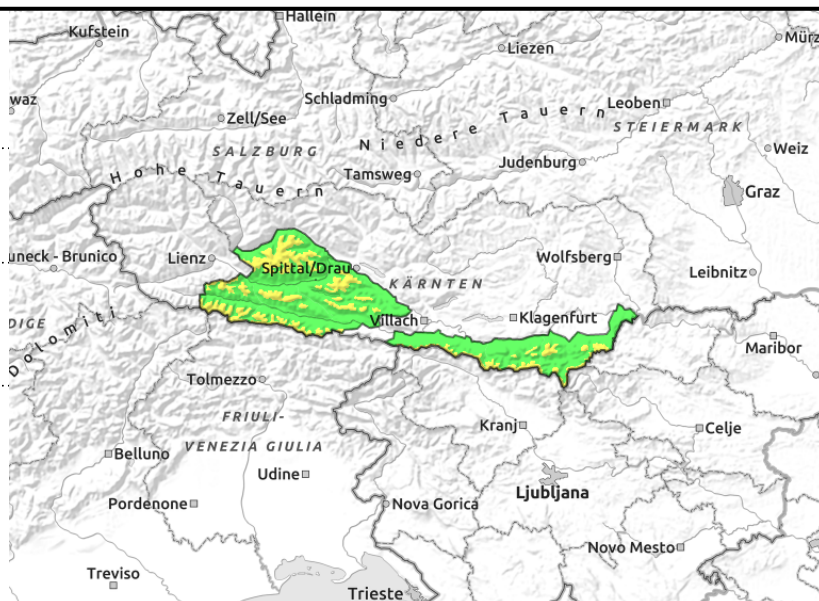 Hallein
Kufstein
Liezen
Mürz
waz
Schladming
Leoben
Zell/See
Niedere Tauern
STEIERMARK
SALZBURG
Weiz
Judenburg
Hohe Tauern
Tamsweg
Graz
uneck - Brunico
Lienz
Spittal/Drau
Wolfsberg
KÄRNTEN
Leibnitz
DIGE
Dolomiti
Villach
Klagenfurt
Maribor
Tolmezzo
FRIULI-
VENEZIA GIULIA
Kranj
Celje
Belluno
Udine
Ljubljana
Pordenone
Nova Gorica
Novo Mesto
Treviso
Trieste